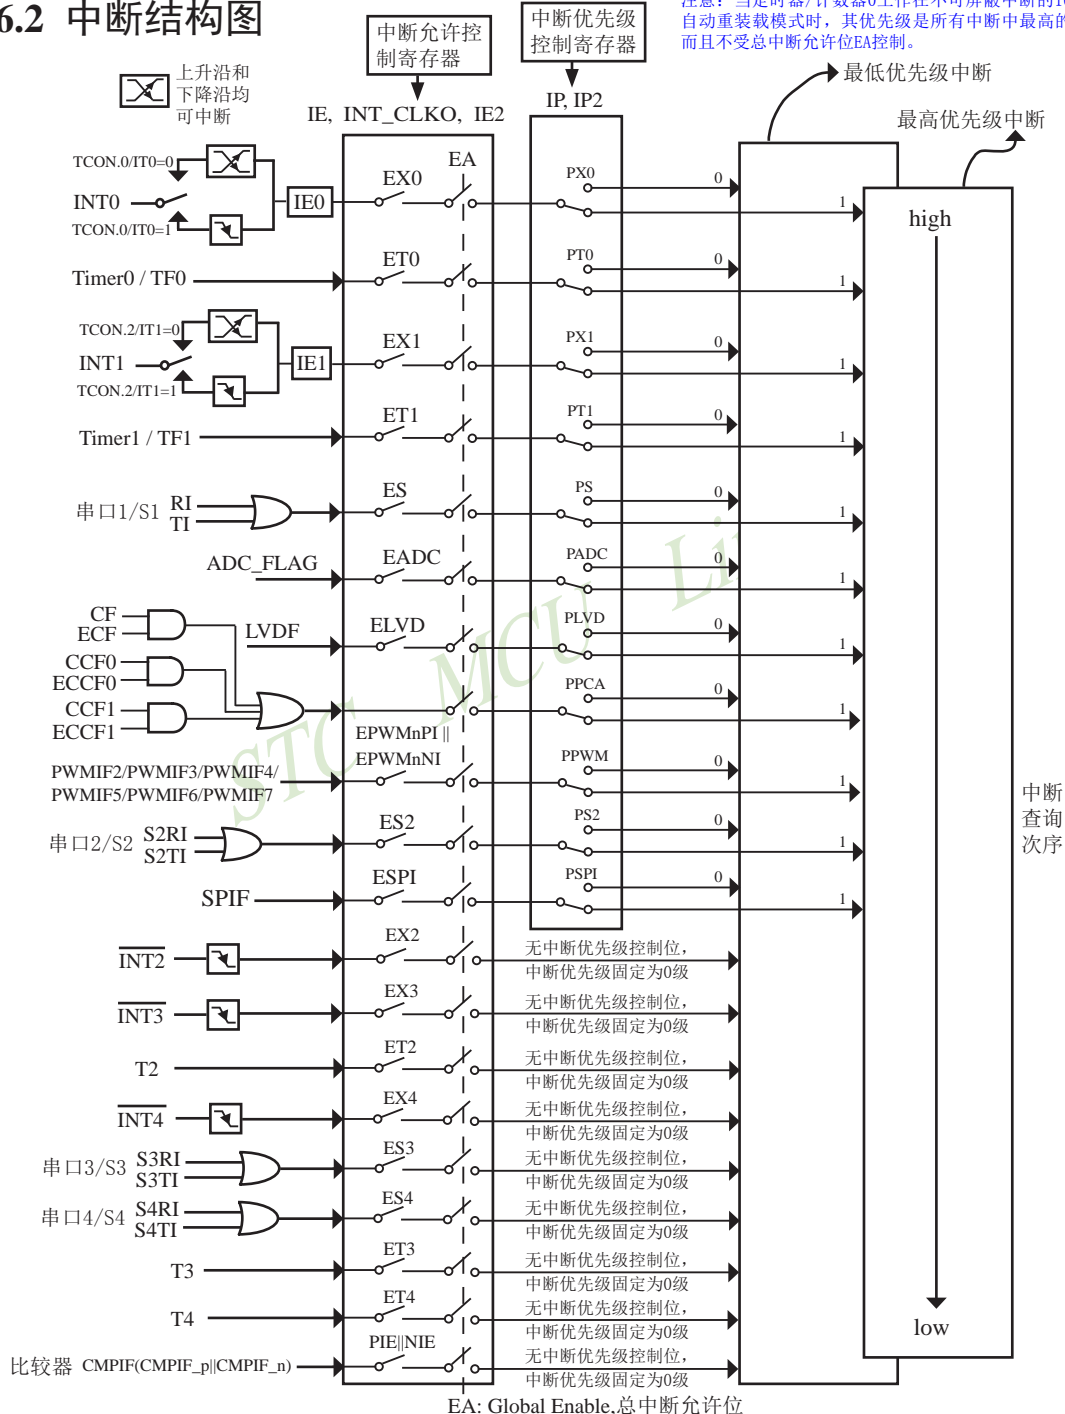 6.2 中断结构图
中断允许控
制寄存器
中断优先级
控制寄存器
自动重装载模式时，其优先级是所有中断中最高的
而且不受总中断允许位EA控制。
上升沿和
下降沿均
可中断
IE, INT_CLKO, IE2
IP, IP2
最低优先级中断
最高优先级中断
EA
TCON.0/IT0=0
INT0
TCON.0/IT0=1
IE0
EX0
PX0
0
1
high
Timer0 / TF0
ET0
PT0
0
1
TCON.2/IT1=0
INT1
TCON.2/IT1=1
IE1
EX1
PX1
0
1
Timer1 / TF1
ET1
PT1
0
1
串口1/S1
RI
TI
ES
PS
0
1
ADC_FLAG
EADC
PADC
0
1
CF
ECF
LVDF
ELVD
PLVD
0
1
CCF0
ECCF0
CCF1
ECCF1
PPCA
0
1
EPWMnPI ||
EPWMnNI
PWMIF2/PWMIF3/PWMIF4/
PWMIF5/PWMIF6/PWMIF7
PPWM
0
1
中断
查询
次序
串口2/S2
S2RI
S2TI
ES2
PS2
0
1
SPIF
ESPI
PSPI
0
1
INT2
EX2
无中断优先级控制位，
中断优先级固定为0级
INT3
EX3
无中断优先级控制位，
中断优先级固定为0级
T2
ET2
无中断优先级控制位，
中断优先级固定为0级
INT4
EX4
无中断优先级控制位，
中断优先级固定为0级
串口3/S3
S3RI
S3TI
ES3
无中断优先级控制位，
中断优先级固定为0级
串口4/S4
S4RI
S4TI
ES4
无中断优先级控制位，
中断优先级固定为0级
T3
ET3
无中断优先级控制位，
中断优先级固定为0级
T4
ET4
无中断优先级控制位，
中断优先级固定为0级
low
比较器 CMPIF(CMPIF_p||CMPIF_n)
PIE||NIE
无中断优先级控制位，
中断优先级固定为0级
EA: Global Enable,总中断允许位
STC MCU Li